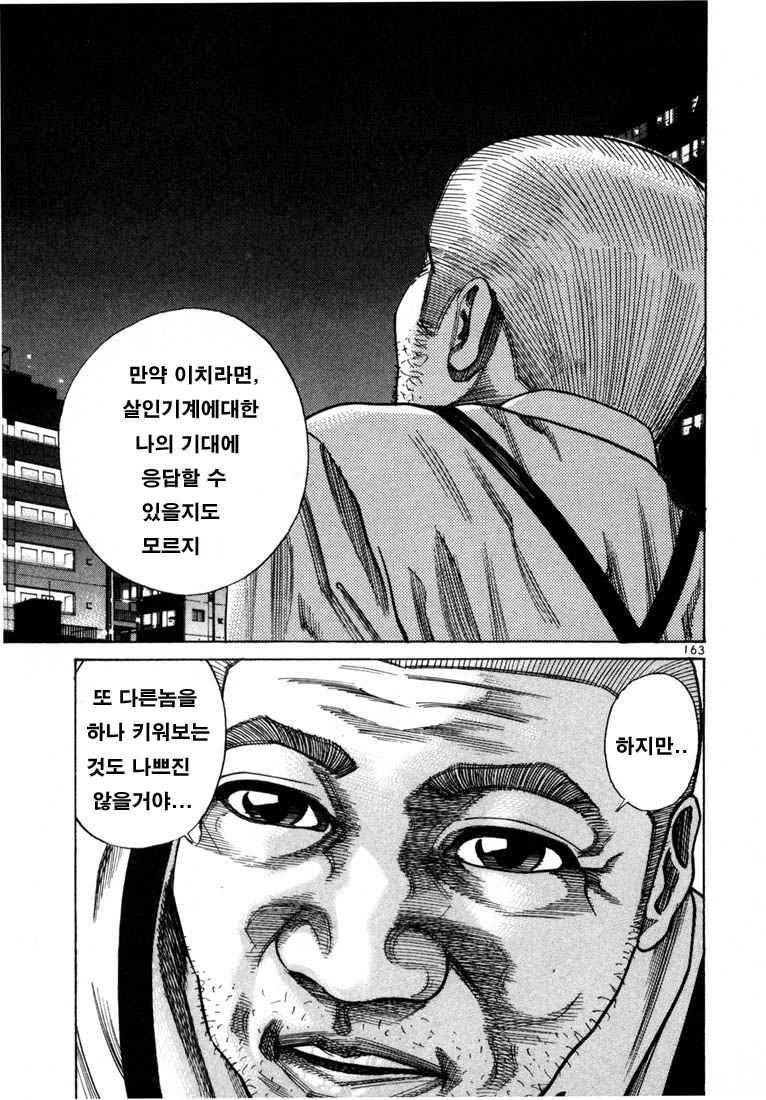 만약 이치라면,
살인기계에대한
나의 기대에
응답할 수
있을지도
모르지
163
하지만..
또 다른놈을
하나 키워보는
것도 나쁘진
않을거야...